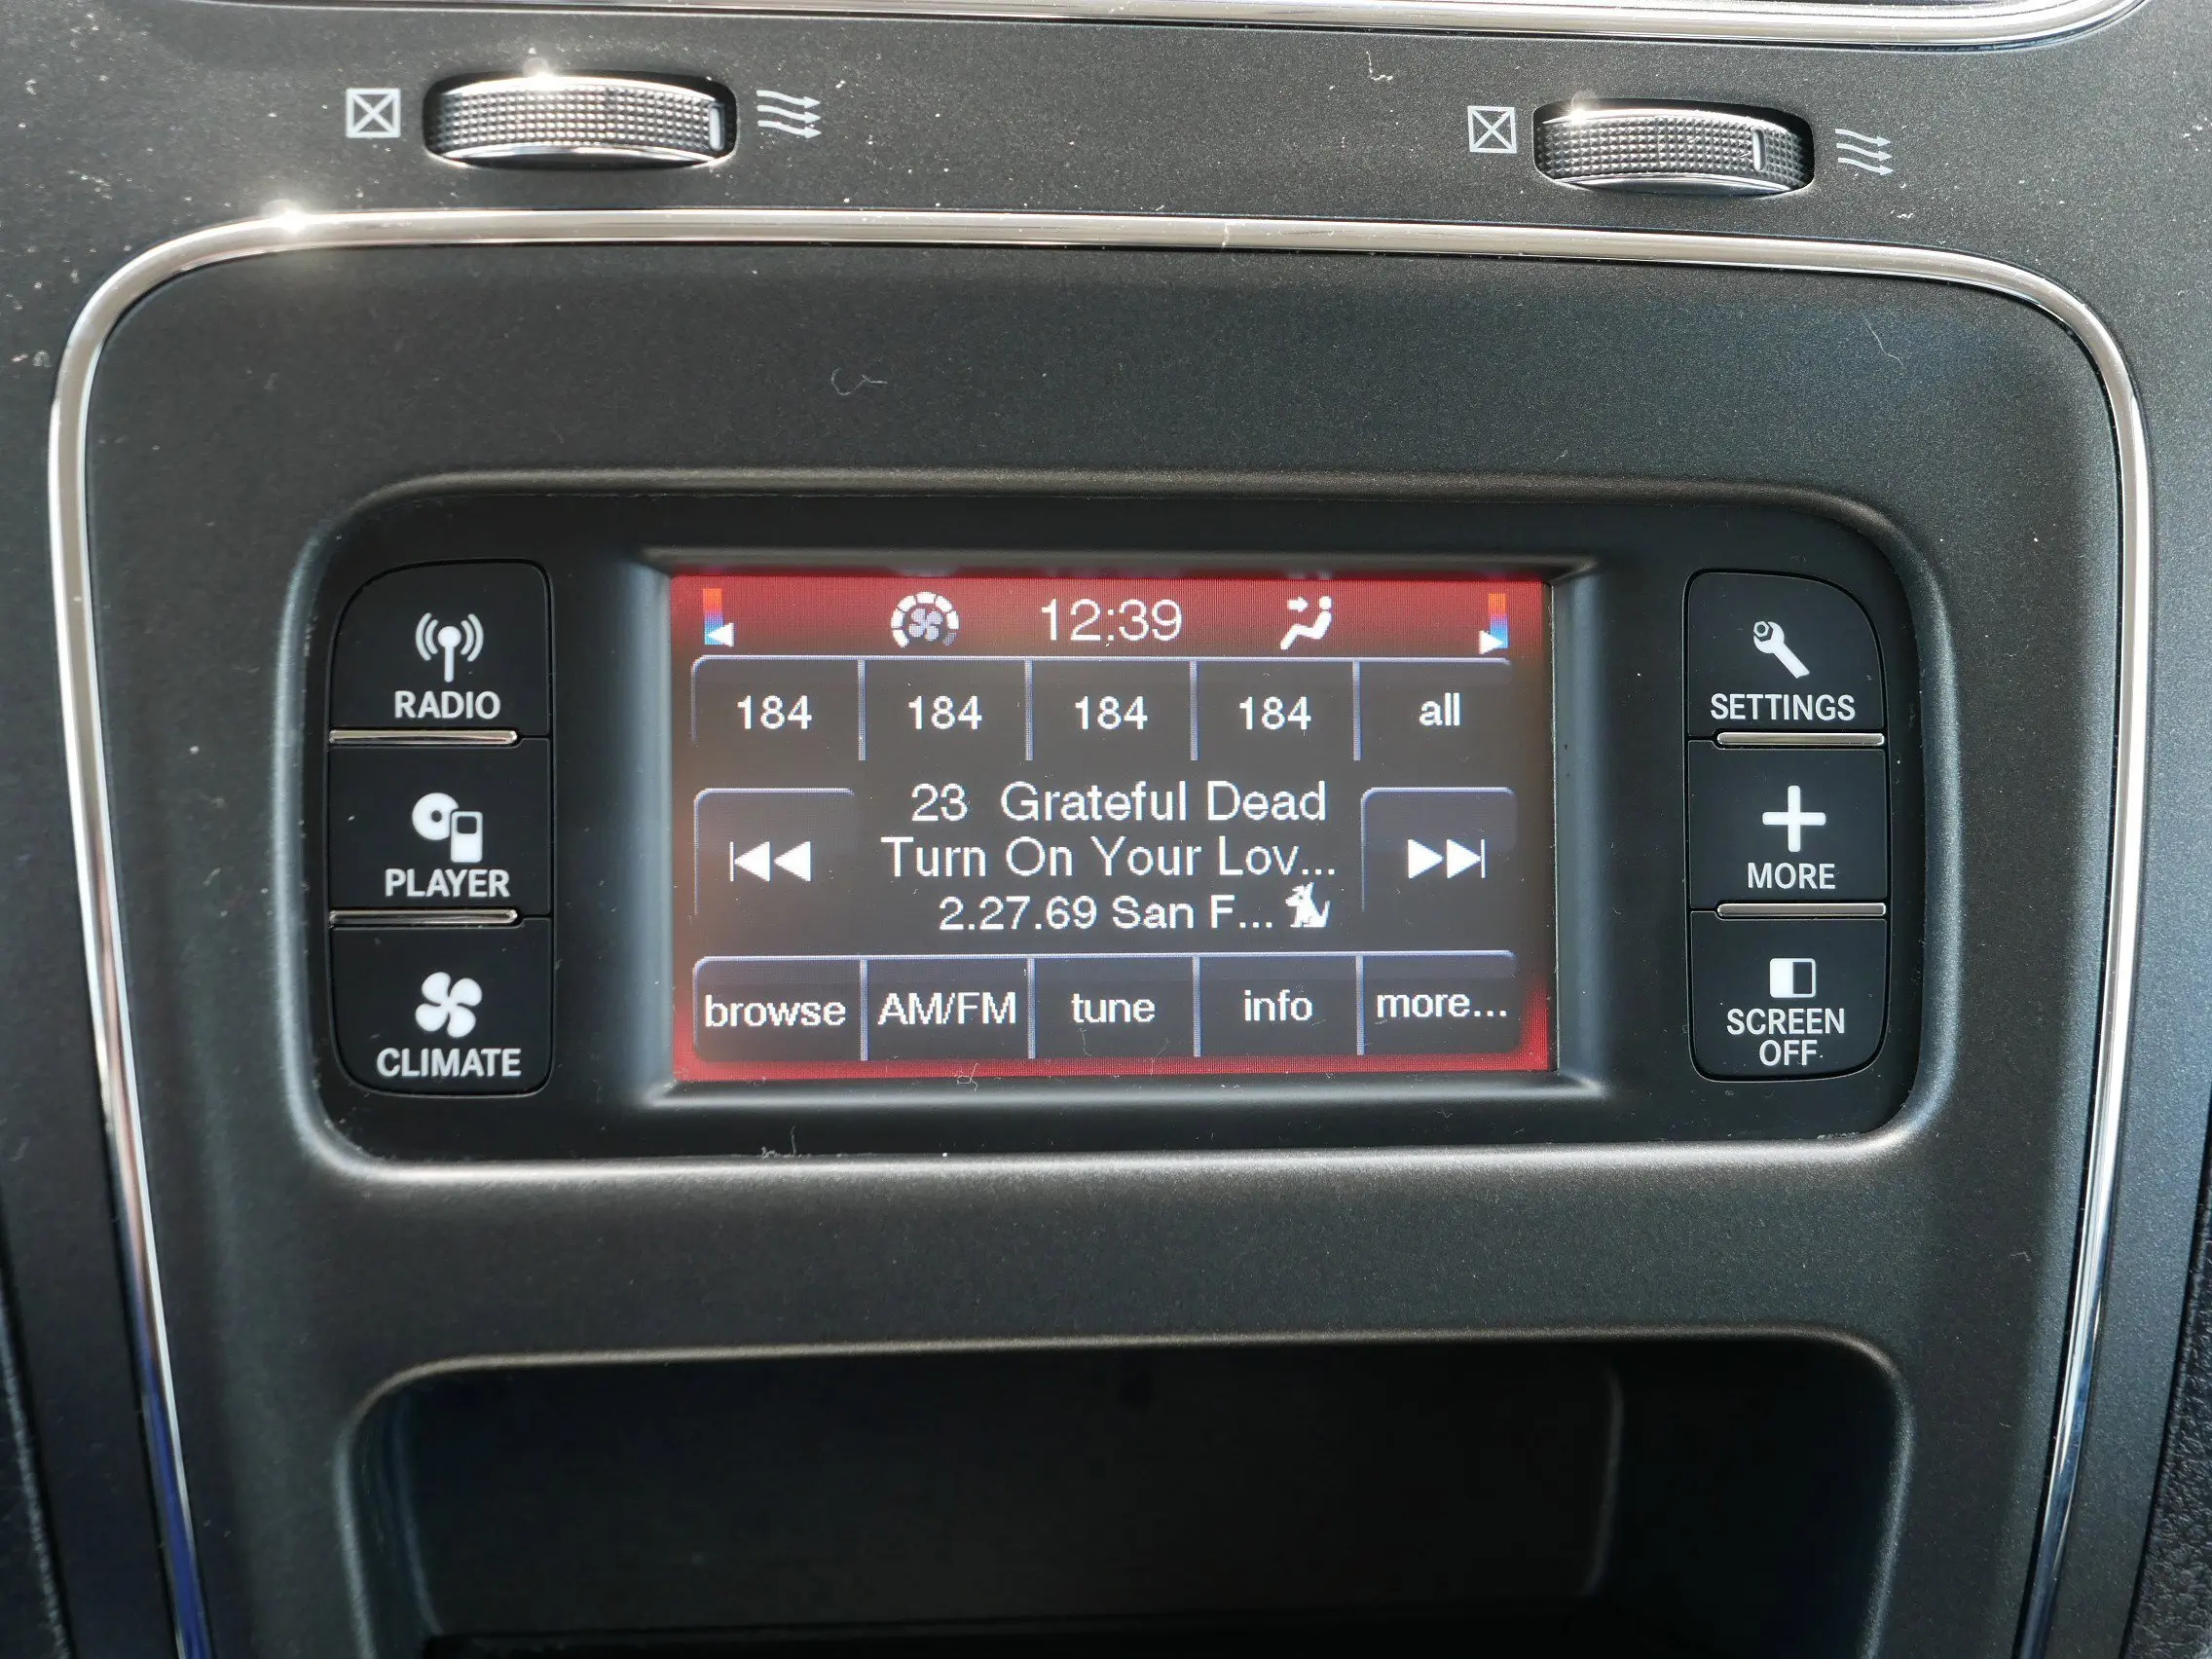 12:39
184 184 184 184 all
23 Grateful Dead
Turn On Your Lov...
2.27.69 San F...
browse AM/FM tune info more...
RADIO
PLAYER
CLIMATE
SETTINGS
MORE
SCREEN
OFF